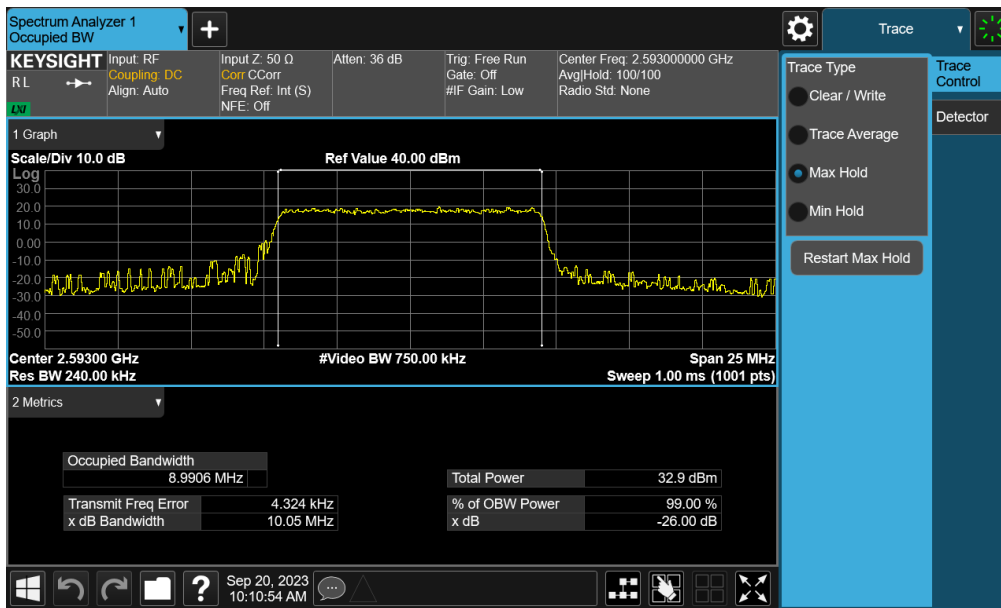 Spectrum Analyzer 1
Occupied BW
+
Trace
KEYSIGHT
R L
LXI
Input: RF
Coupling: DC
Align: Auto
Input Z: 50 Ω
Corr CCorr
Freq Ref: Int (S)
NFE: Off
Atten: 36 dB
Trig: Free Run
Gate: Off
#IF Gain: Low
Center Freq: 2.593000000 GHz
Avg|Hold: 100/100
Radio Std: None
Trace Type
Clear / Write
Trace Average
Max Hold
Min Hold
Restart Max Hold
Trace
Control
Detector
1 Graph
Scale/Div 10.0 dB
Ref Value 40.00 dBm
Log
30.0
20.0
10.0
0.00
-10.0
-20.0
-30.0
-40.0
-50.0
Center 2.59300 GHz
#Video BW 750.00 kHz
Span 25 MHz
Res BW 240.00 kHz
Sweep 1.00 ms (1001 pts)
2 Metrics
Occupied Bandwidth
8.9906 MHz
Total Power 32.9 dBm
Transmit Freq Error 4.324 kHz
% of OBW Power 99.00 %
x dB Bandwidth 10.05 MHz
x dB -26.00 dB
?
Sep 20, 2023
10:10:54 AM